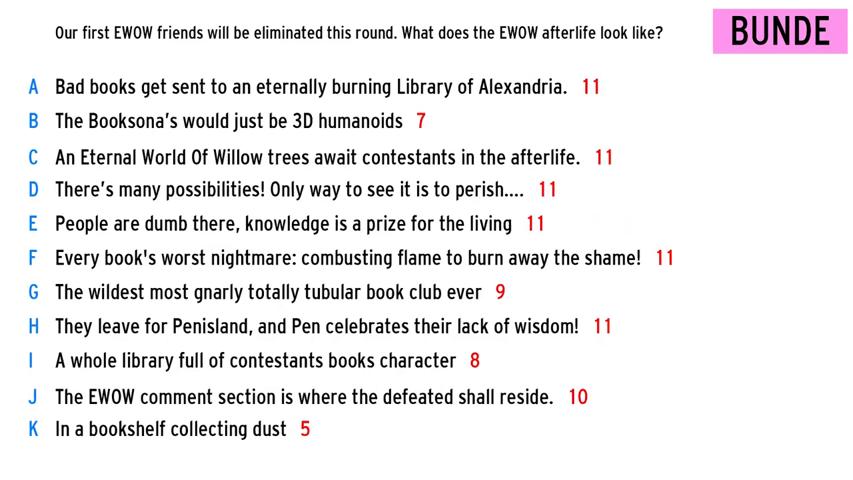 Our first EWOW friends will be eliminated this round. What does the EWOW afterlife look like?
BUNDE
A Bad books get sent to an eternally burning Library of Alexandria. 11
B The Booksona's would just be 3D humanoids 7
C An Eternal World Of Willow trees await contestants in the afterlife. 11
D There's many possibilities! Only way to see it is to perish.... 11
E People are dumb there, knowledge is a prize for the living 11
F Every book's worst nightmare: combusting flame to burn away the shame! 11
G The wildest most gnarly totally tubular book club ever 9
H They leave for Penisland, and Pen celebrates their lack of wisdom! 11
I A whole library full of contestants books character 8
J The EWOW comment section is where the defeated shall reside. 10
K In a bookshelf collecting dust 5